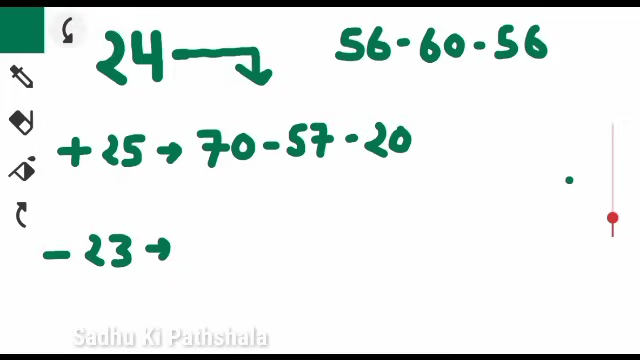 24 → 56 - 60 - 56
+ 25 → 70 - 57 - 20
- 23 →
Sadhu Ki Pathshala